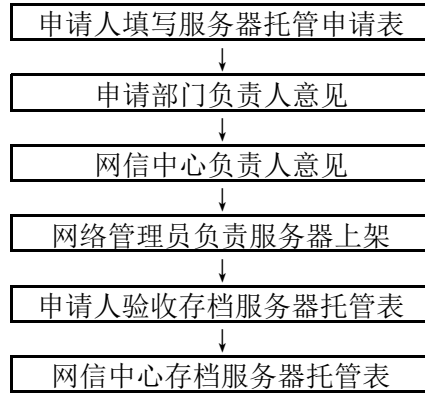 申请人填写服务器托管申请表
↓
申请部门负责人意见
↓
网信中心负责人意见
↓
网络管理员负责服务器上架
↓
申请人验收存档服务器托管表
↓
网信中心存档服务器托管表